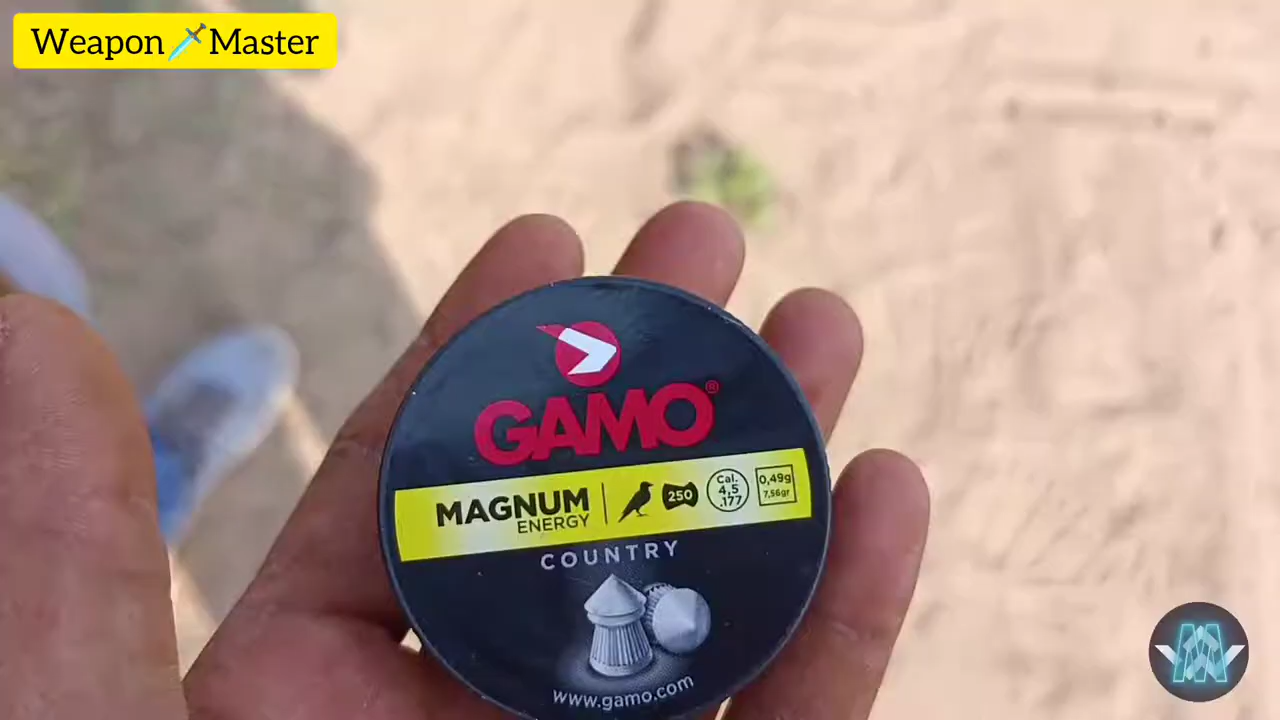 Weapon🗡️Master
GAMO®
MAGNUM
ENERGY
250
Cal.
4,5
.177
0,49g
7,56gr
COUNTRY
www.gamo.com